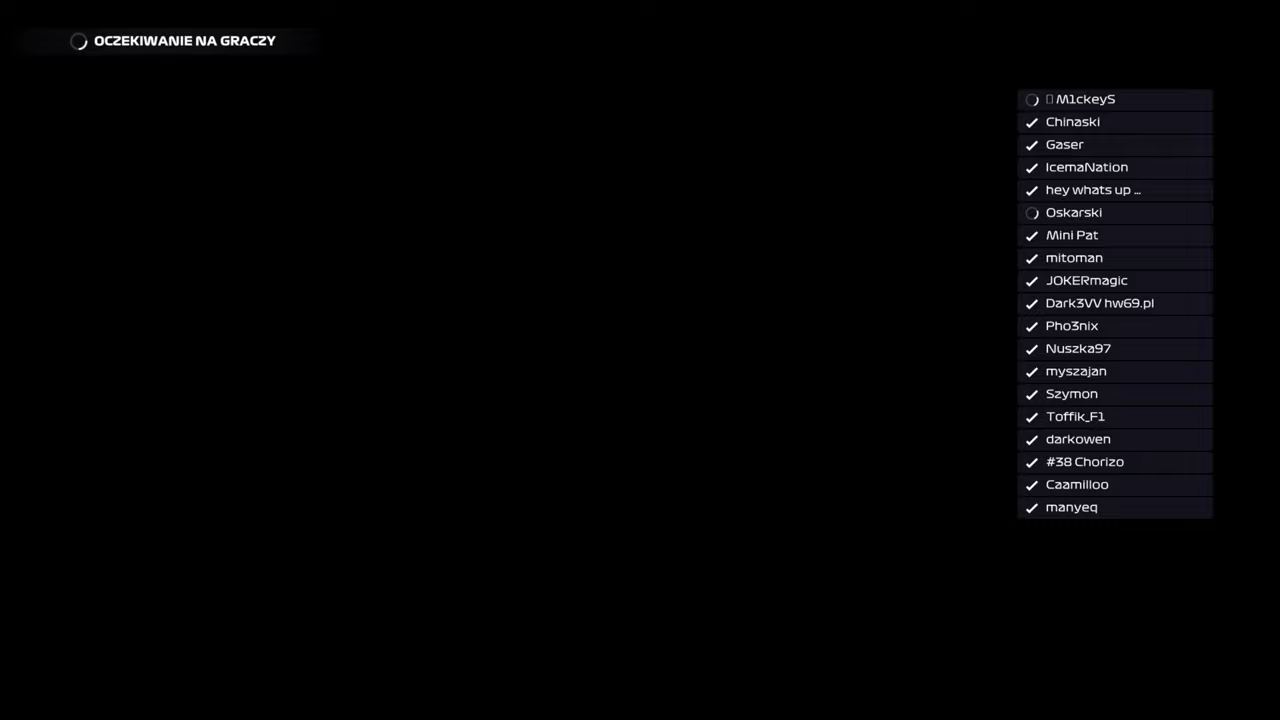 OCZEKIWANIE NA GRACZY
M1ckeyS
Chinaski
Gaser
IcemaNation
hey whats up ...
Oskarski
Mini Pat
mitoman
JOKERmagic
Dark3VV hw69.pl
Pho3nix
Nuszka97
myszajan
Szymon
Toffik_F1
darkowen
#38 Chorizo
Caamilloo
manyeq